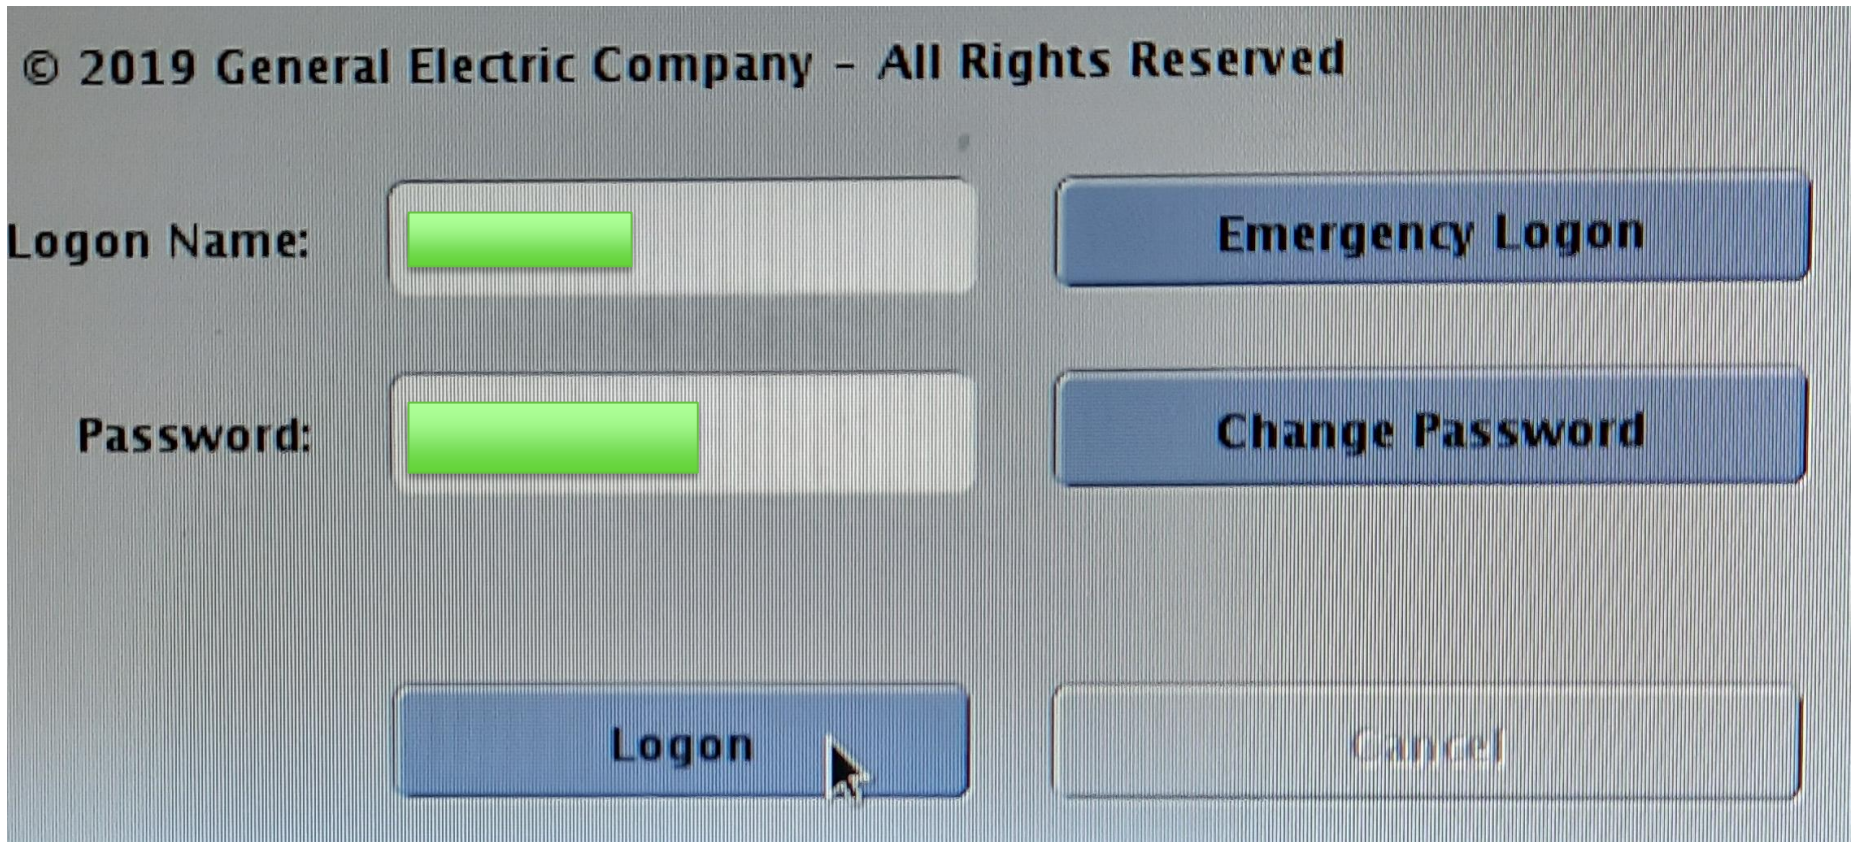 © 2019 General Electric Company - All Rights Reserved
Logon Name:
Emergency Logon
Password:
Change Password
Logon
Cancel